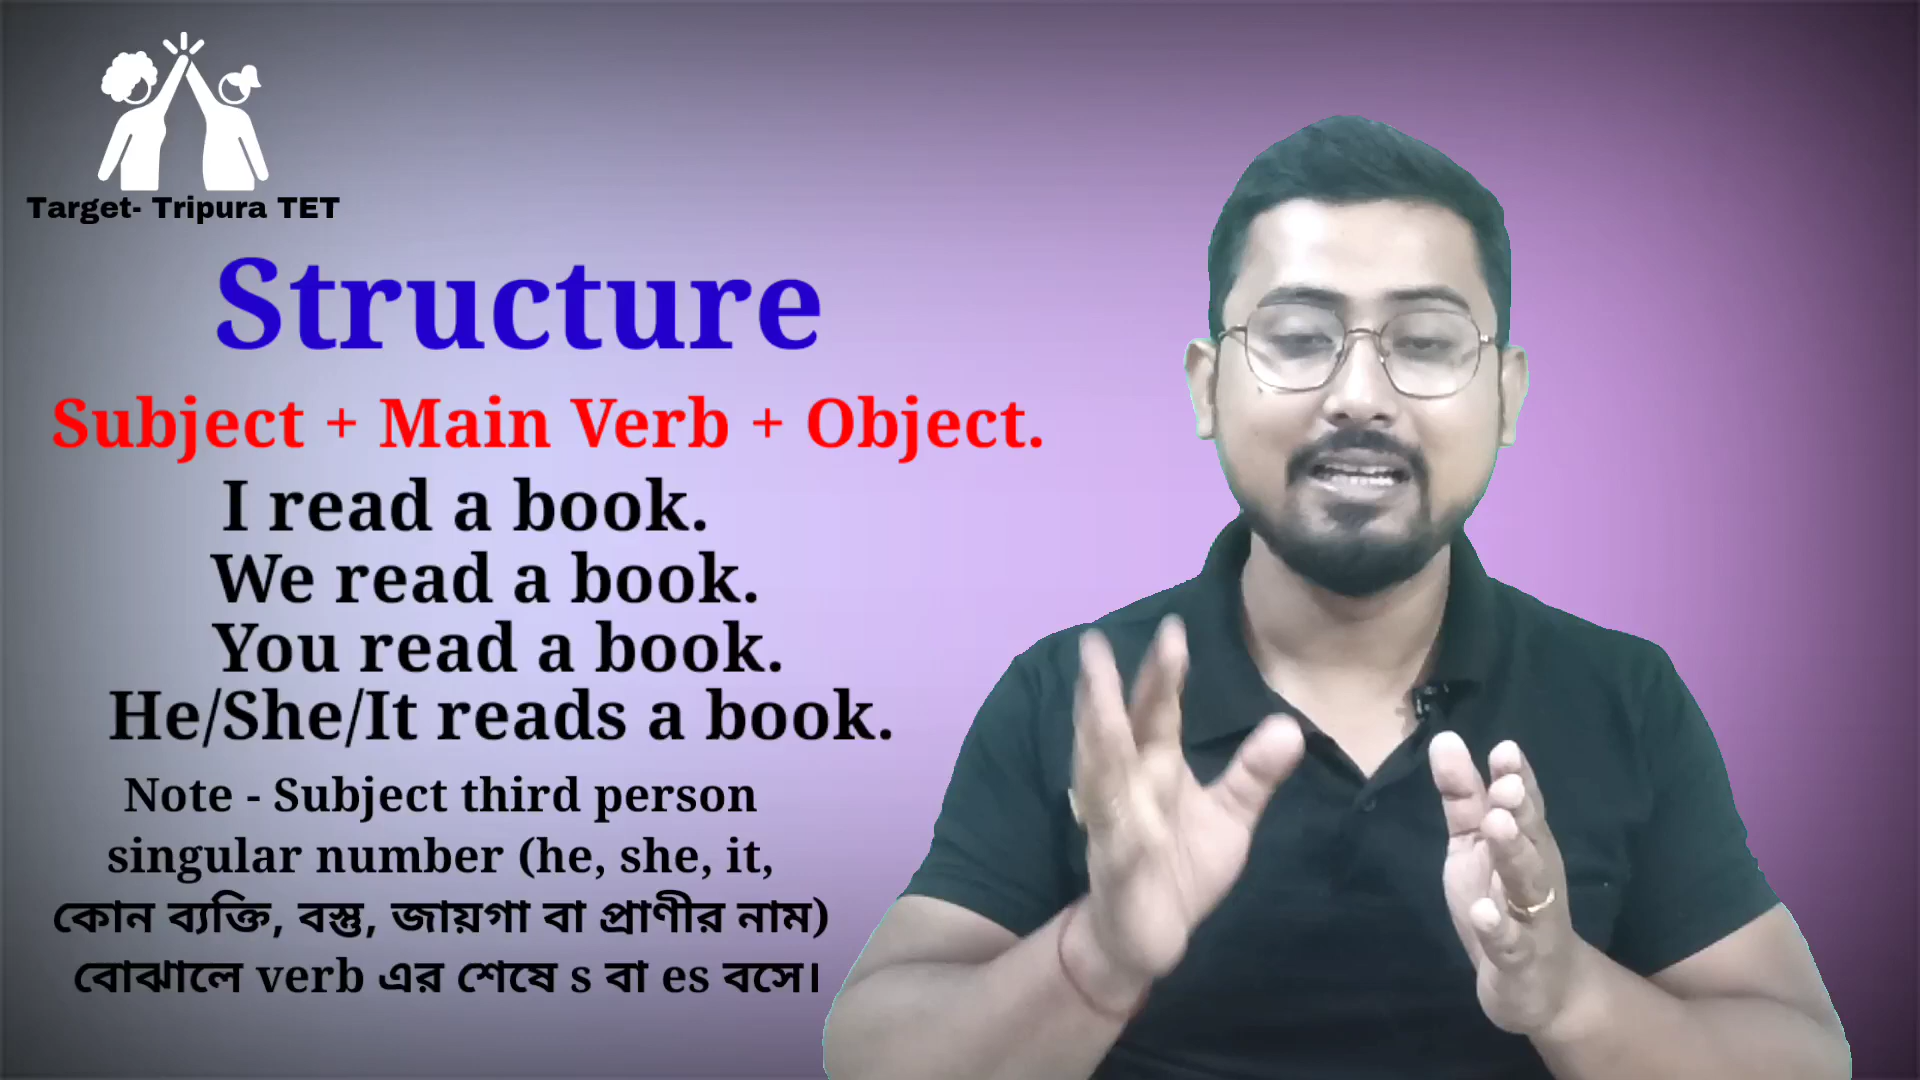 Target- Tripura TET
Structure
Subject + Main Verb + Object.
I read a book.
We read a book.
You read a book.
He/She/It reads a book.
Note - Subject third person
singular number (he, she, it,
কোন ব্যক্তি, বস্তু, জায়গা বা প্রাণীর নাম)
বোঝালে verb এর শেষে s বা es বসে।